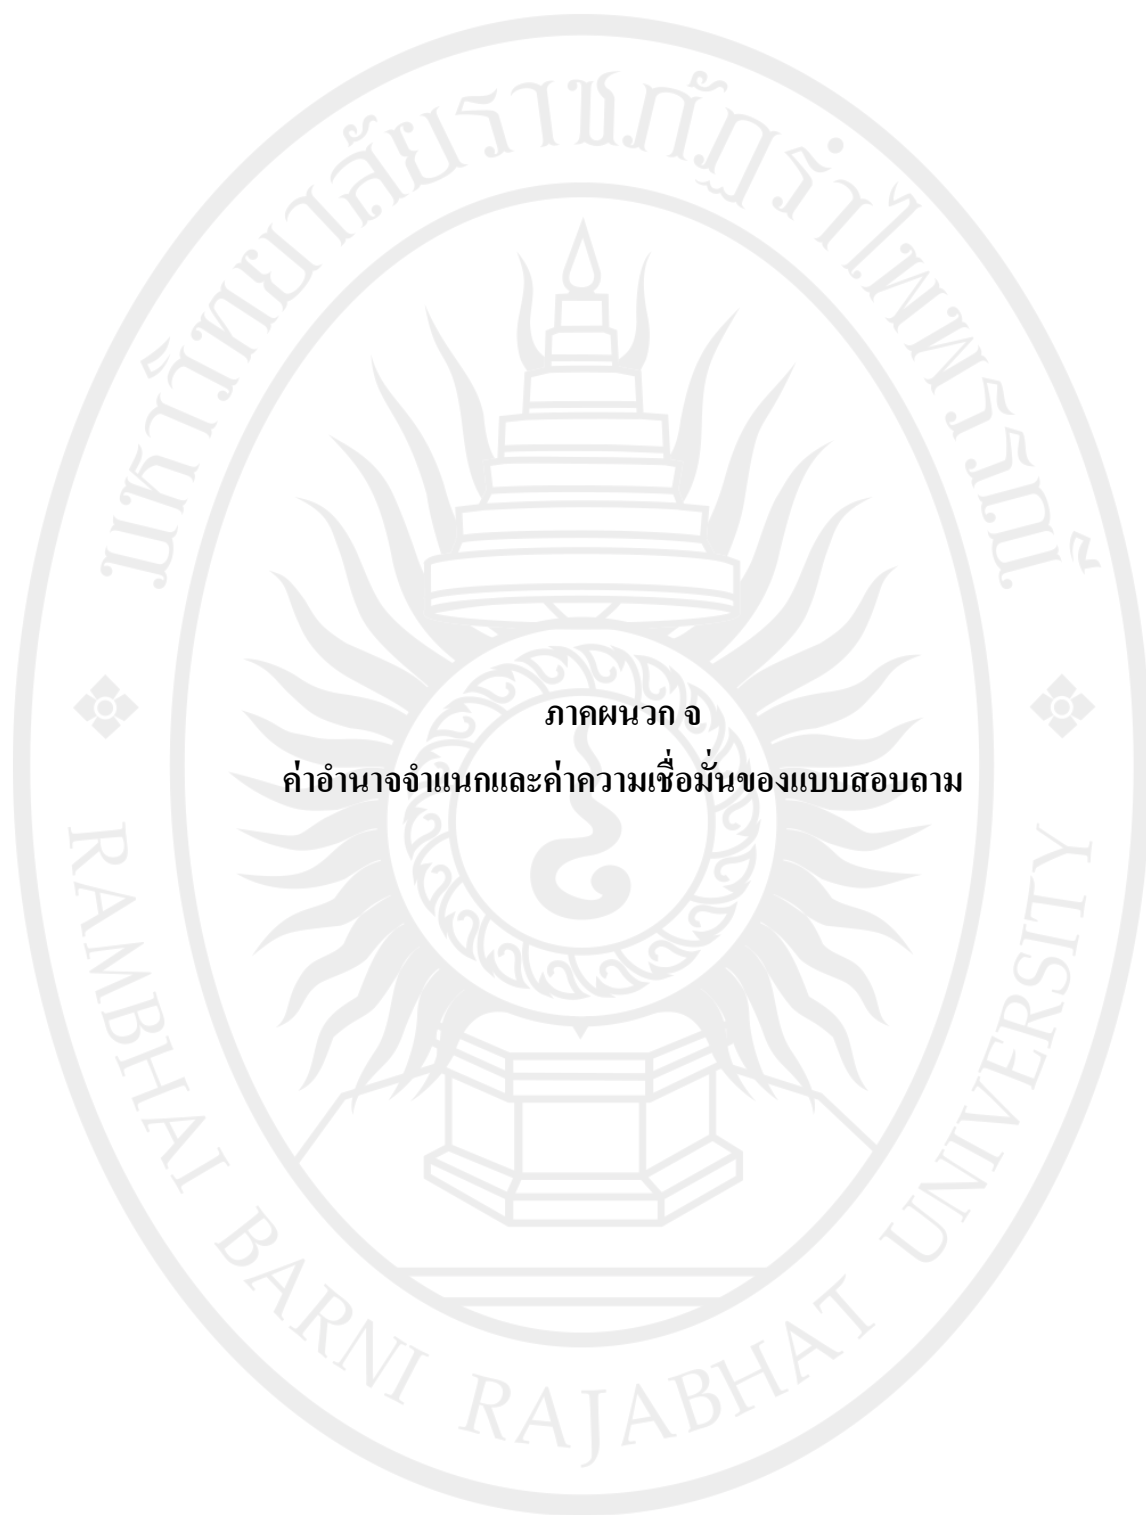 มหาวิทยาลัยราชภัฏรำไพพรรณี
ภาคผนวก จ
ค่าอำนาจจำแนกและค่าความเชื่อมั่นของแบบสอบถาม
RAMBHAI BARNI RAJABHAT UNIVERSITY